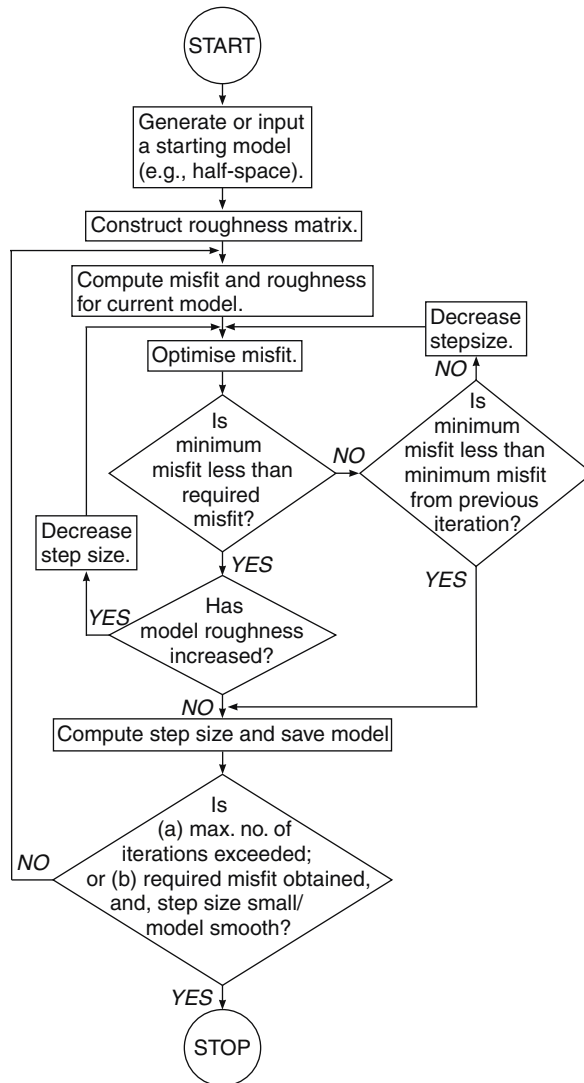 START
Generate or input
a starting model
(e.g., half-space).
Construct roughness matrix.
Compute misfit and roughness
for current model.
Decrease
stepsize.
Optimise misfit.
NO
Is
minimum
misfit less than
required
misfit?
NO
Is
minimum
misfit less than
minimum misfit
from previous
iteration?
Decrease
step size.
YES
YES
YES
Has
model roughness
increased?
NO
Compute step size and save model
Is
(a) max. no. of
iterations exceeded;
or (b) required misfit obtained,
and, step size small/
model smooth?
NO
YES
STOP